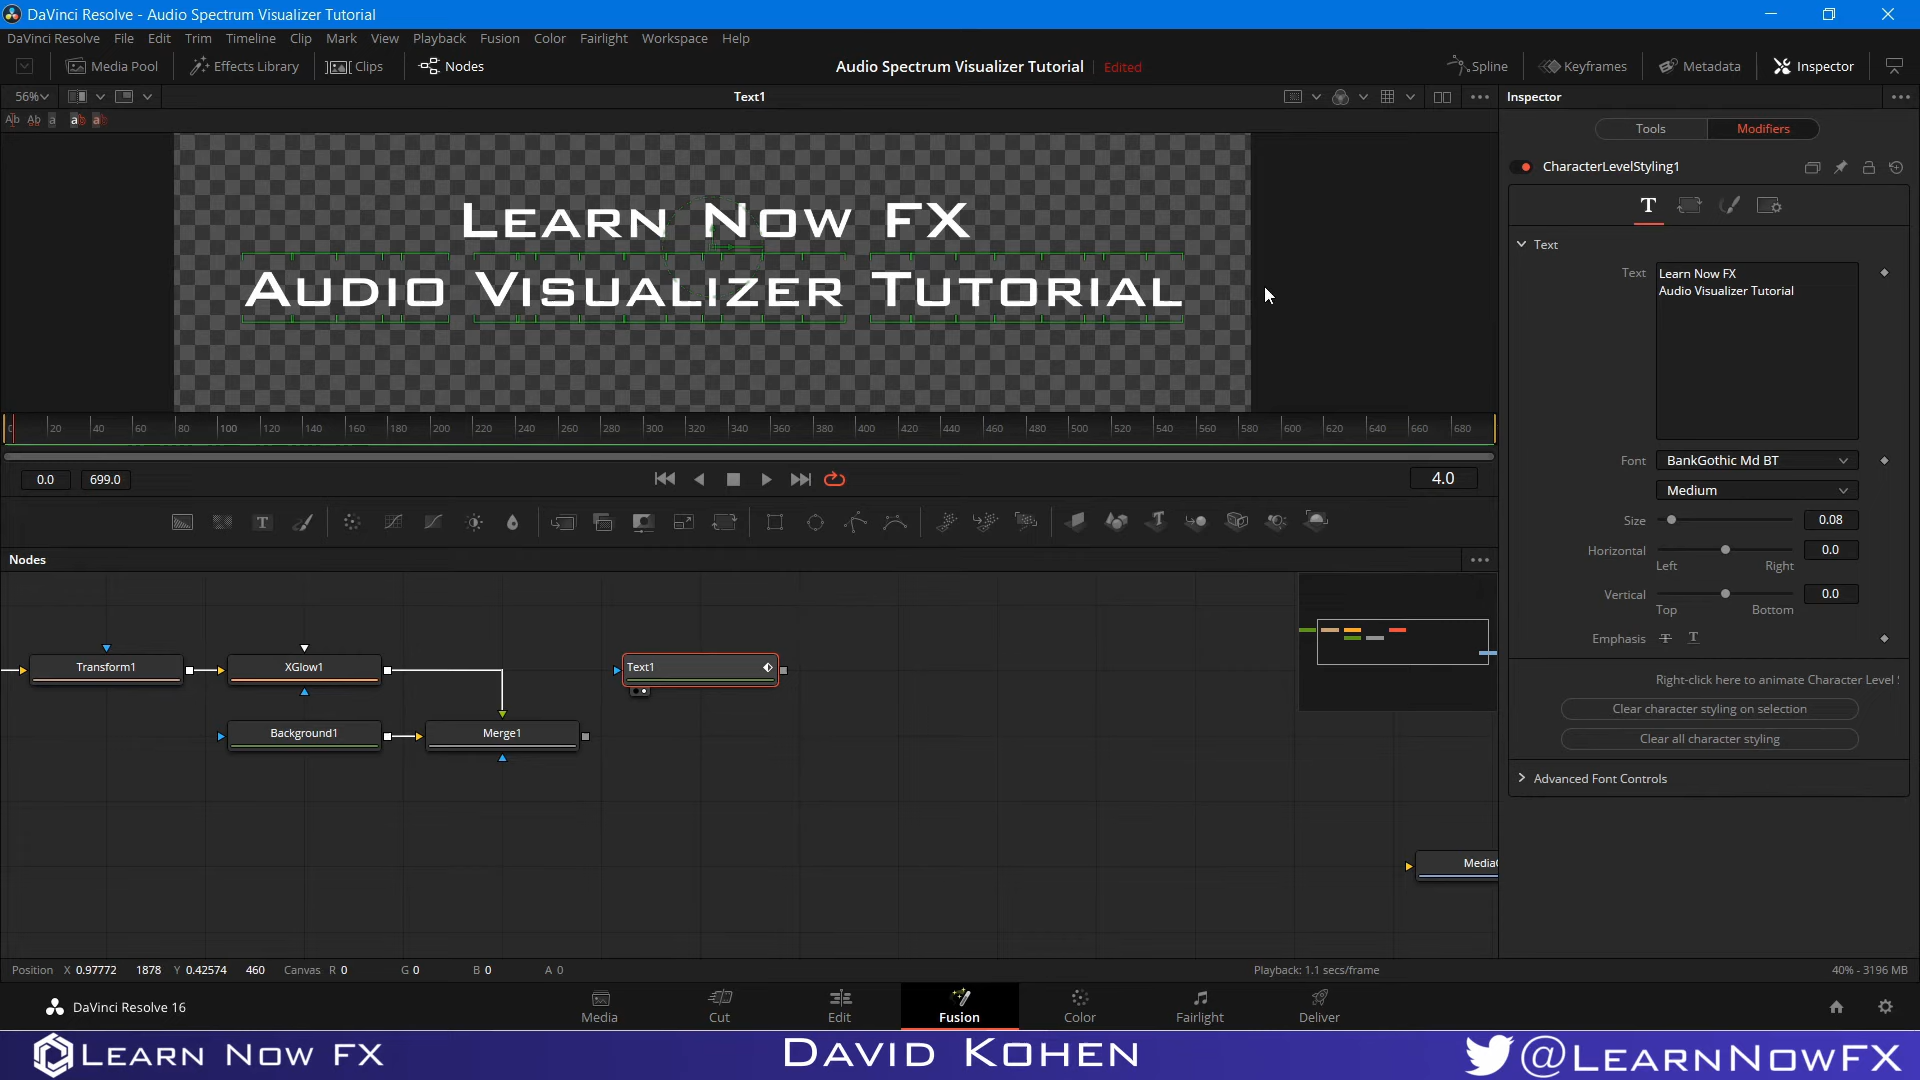 DaVinci Resolve - Audio Spectrum Visualizer Tutorial
DaVinci Resolve File Edit Trim Timeline Clip Mark View Playback Fusion Color Fairlight Workspace Help
Media Pool Effects Library Clips Nodes Audio Spectrum Visualizer Tutorial Edited Spline Keyframes Metadata Inspector
56% Text1 Inspector
Tools Modifiers
CharacterLevelStyling1
Learn Now FX
Audio Visualizer Tutorial
Text
Text Learn Now FX
Audio Visualizer Tutorial
Font BankGothic Md BT
Medium
Size 0.08
Horizontal 0.0
Left Right
Vertical 0.0
Top Bottom
Emphasis
Right-click here to animate Character Level
Clear character styling on selection
Clear all character styling
Advanced Font Controls
20 40 60 80 100 120 140 160 180 200 220 240 260 280 300 320 340 360 380 400 420 440 460 480 500 520 540 560 580 600 620 640 660 680
0.0 699.0 4.0
Nodes
Transform1 XGlow1 Text1
Background1 Merge1
Position X 0.97772 1878 Y 0.42574 460 Canvas R 0 G 0 B 0 A 0 Playback: 1.1 secs/frame 40% - 3196 MB
DaVinci Resolve 16 Media Cut Edit Fusion Color Fairlight Deliver
Learn Now FX David Kohen @LearnNowFX